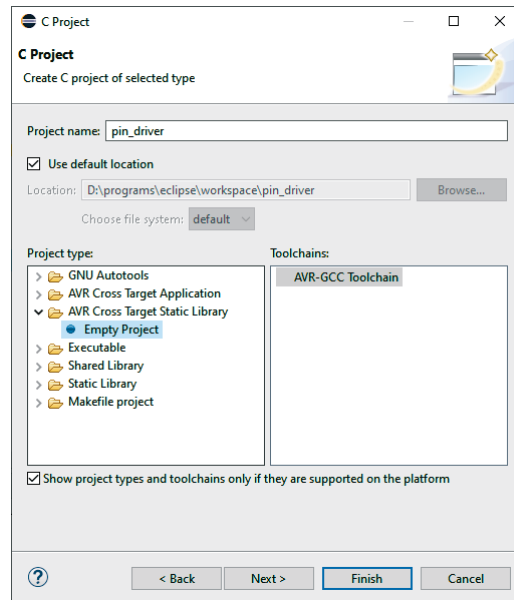 C Project
C Project
Create C project of selected type
Project name: pin_driver
Use default location
Location: D:\programs\eclipse\workspace\pin_driver Browse...
Choose file system: default
Project type: Toolchains:
GNU Autotools AVR-GCC Toolchain
AVR Cross Target Application
AVR Cross Target Static Library
Empty Project
Executable
Shared Library
Static Library
Makefile project
Show project types and toolchains only if they are supported on the platform
? < Back Next > Finish Cancel